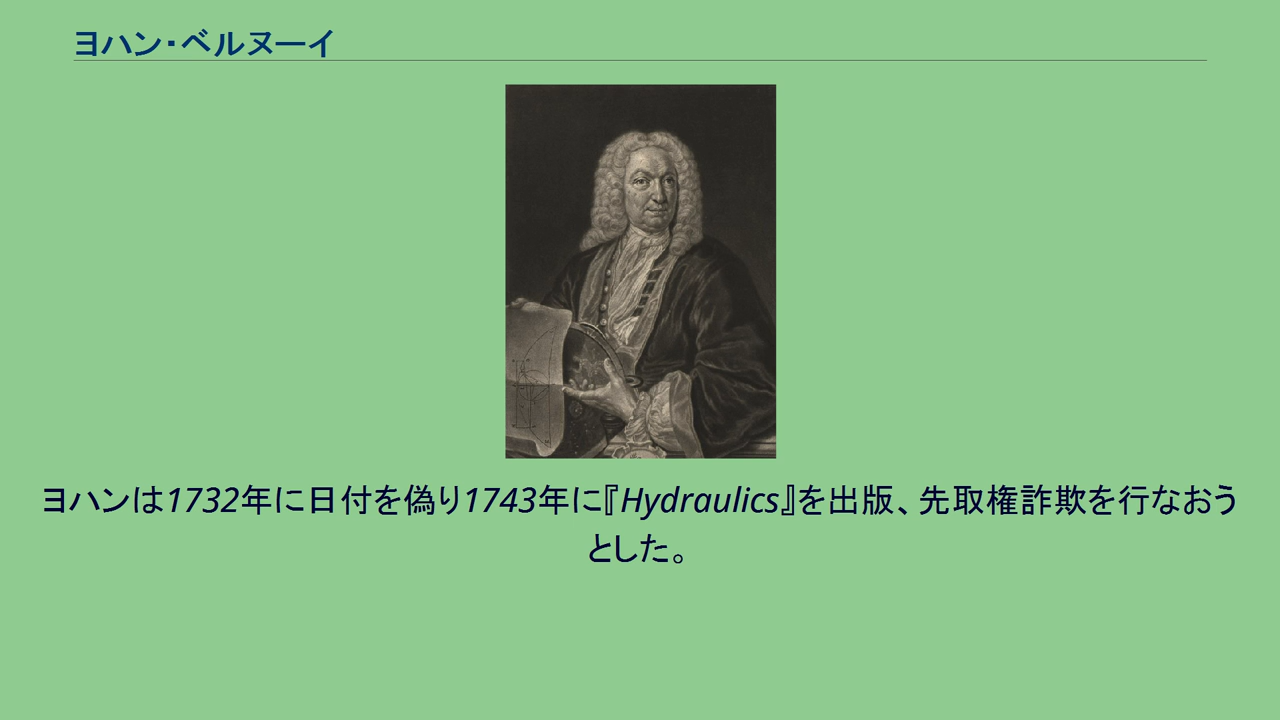 ヨハン・ベルヌーイ
ヨハンは1732年に日付を偽り1743年に『Hydraulics』を出版、先取権詐欺を行なおう
とした。